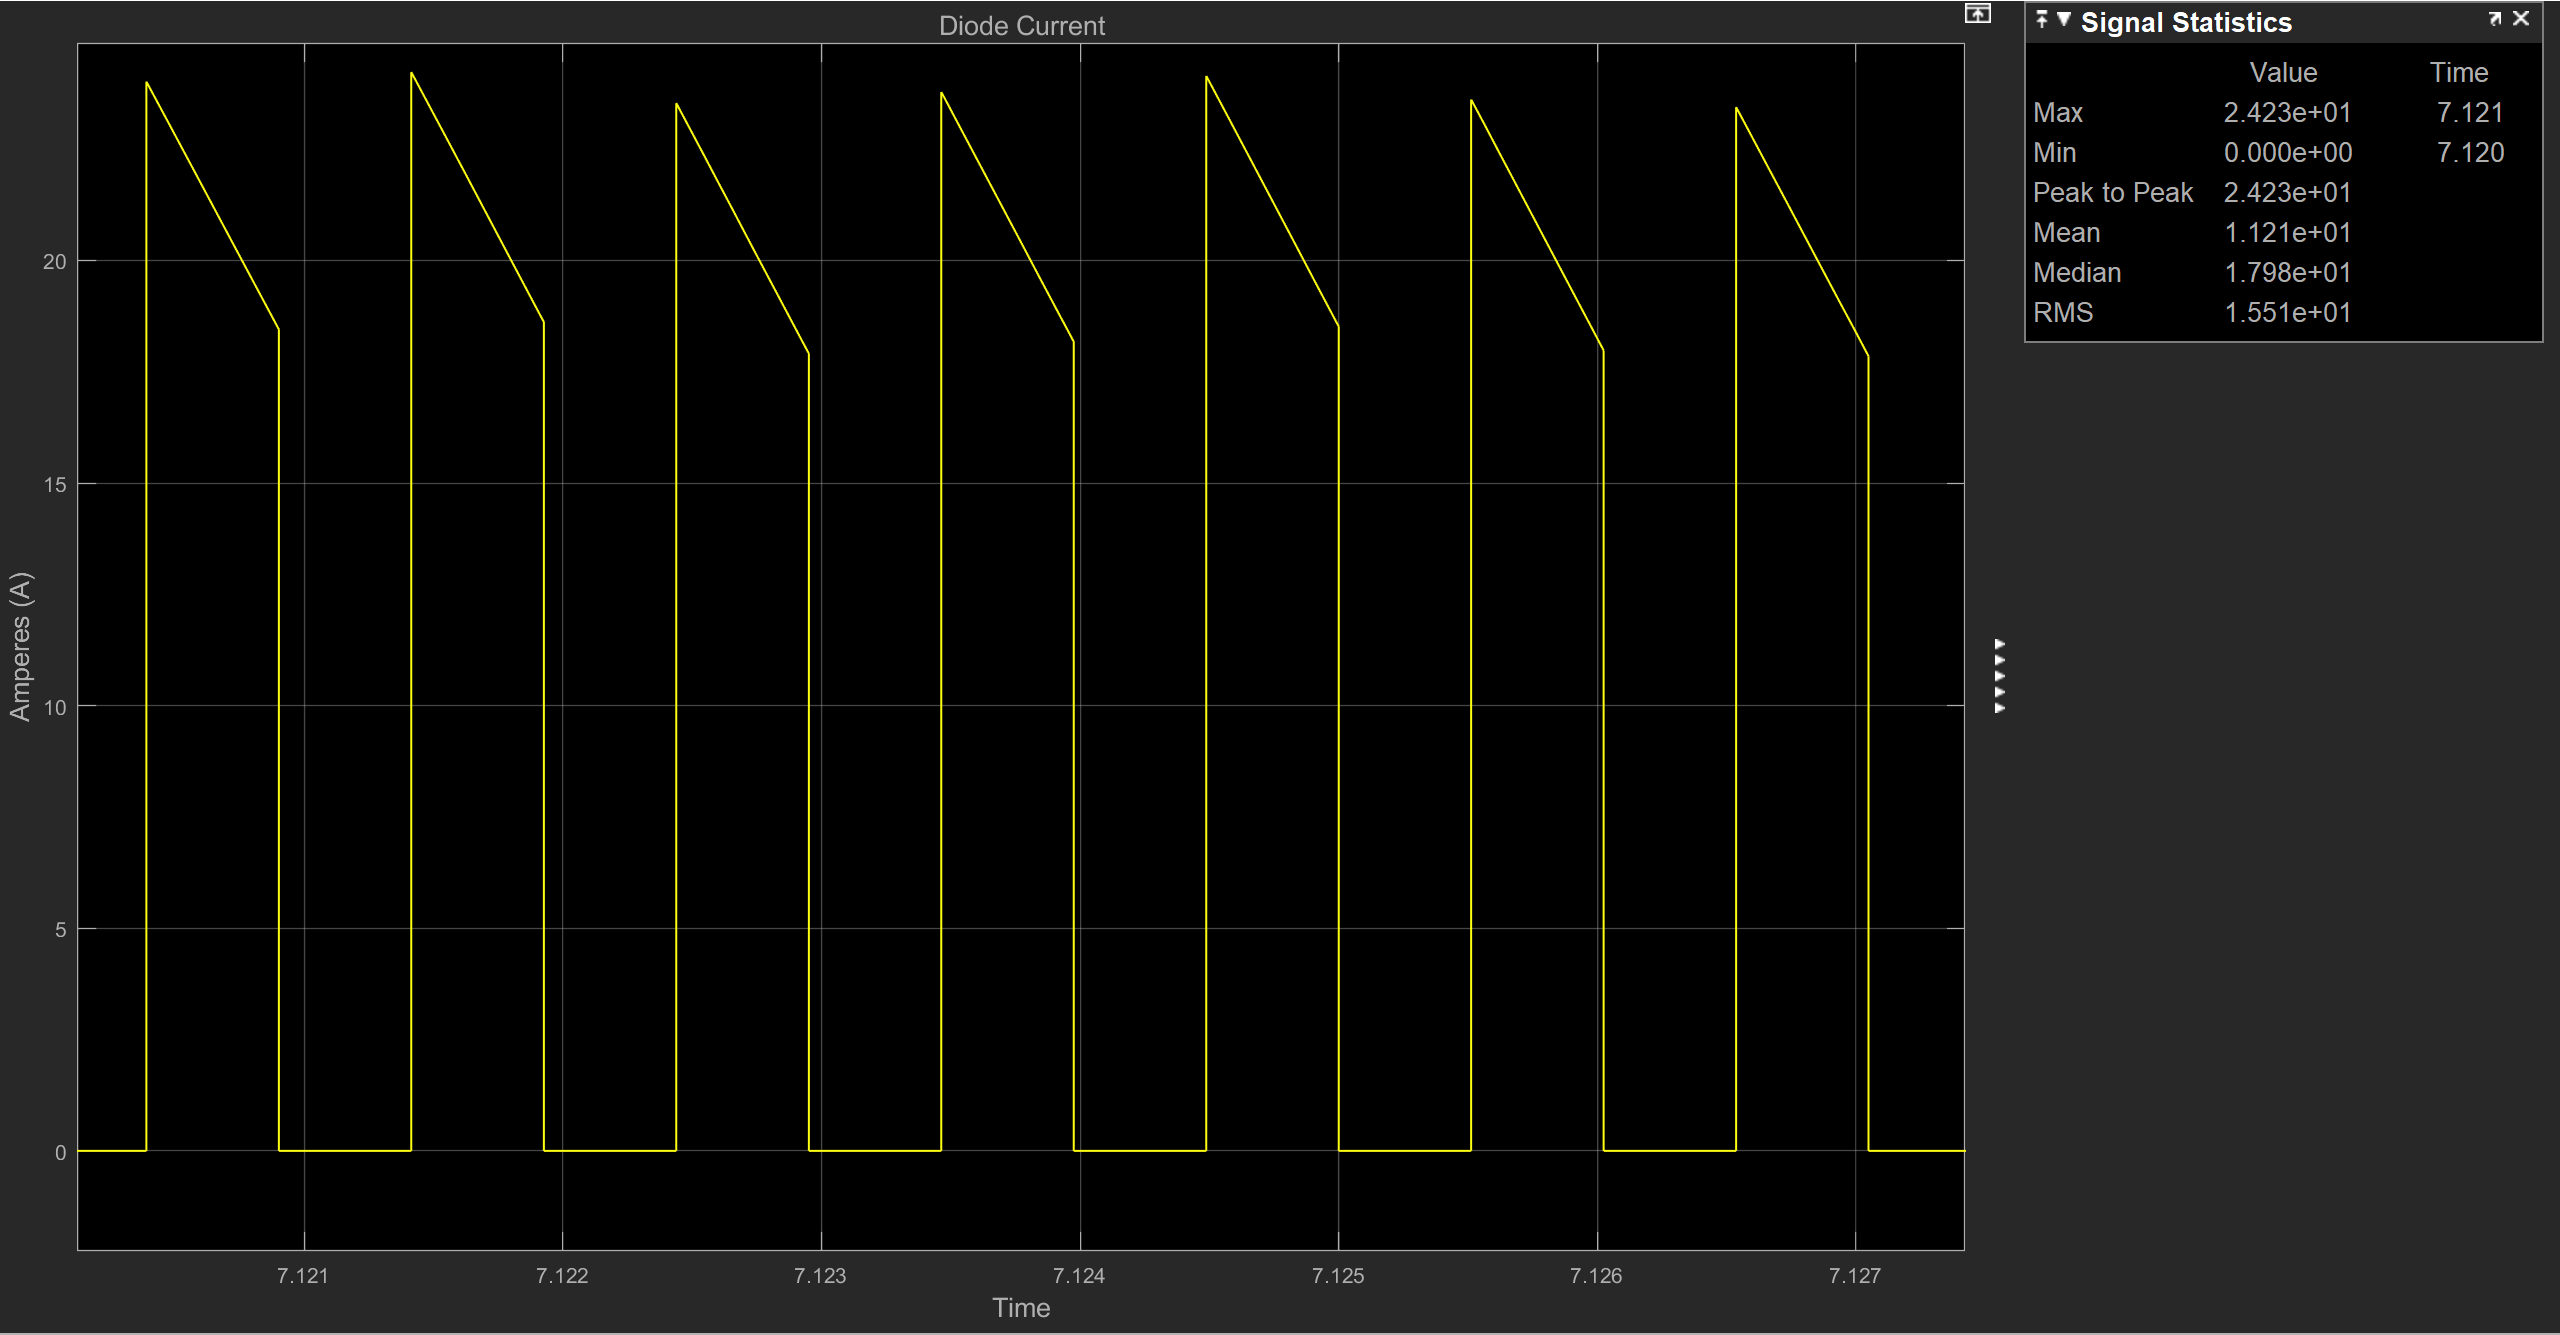 Diode Current
Amperes (A)
20
15
10
5
0
7.121 7.122 7.123 7.124 7.125 7.126 7.127
Time
Signal Statistics
Value Time
Max 2.423e+01 7.121
Min 0.000e+00 7.120
Peak to Peak 2.423e+01
Mean 1.121e+01
Median 1.798e+01
RMS 1.551e+01